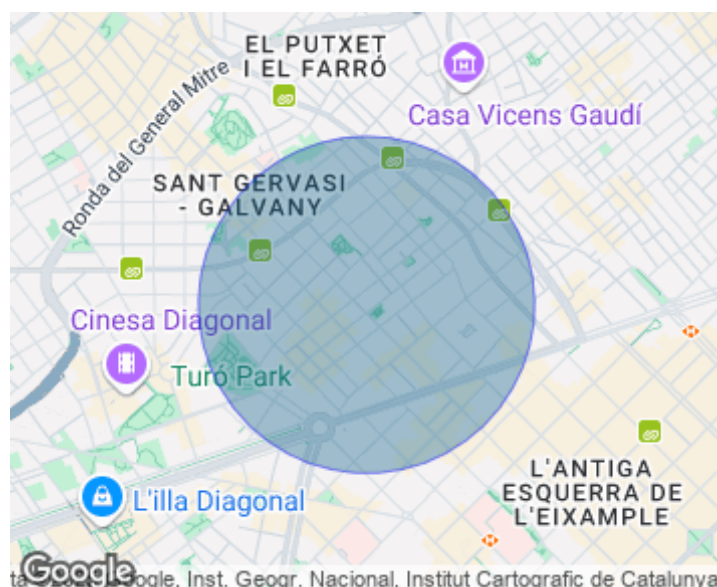 EL PUTXET
I EL FARRÓ
Casa Vicens Gaudí
Ronda del General Mitre
SANT GERVASI
- GALVANY
Cinesa Diagonal
Turó Park
L'illa Diagonal
L'ANTIGA
ESQUERRA DE
L'EIXAMPLE
Google
Google, Inst. Geogr. Nacional, Institut Cartografic de Catalunya